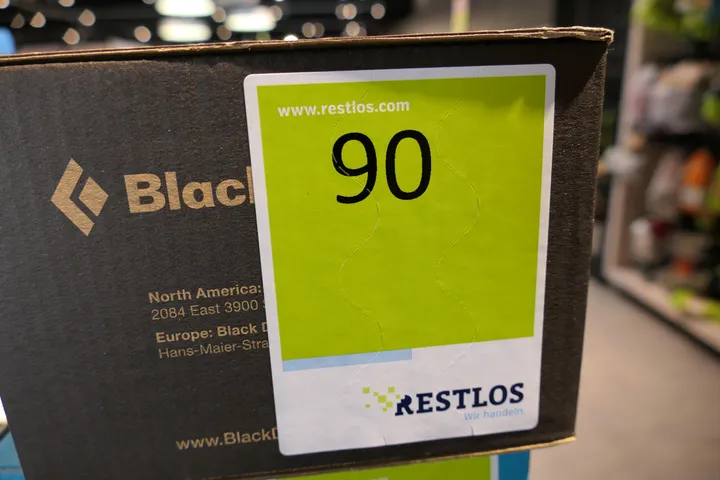 www.restlos.com
90
Black
North America:
2084 East 3900
Europe: Black
Hans-Maier-Stra
www.BlackD
RESTLOS
Wir handeln.